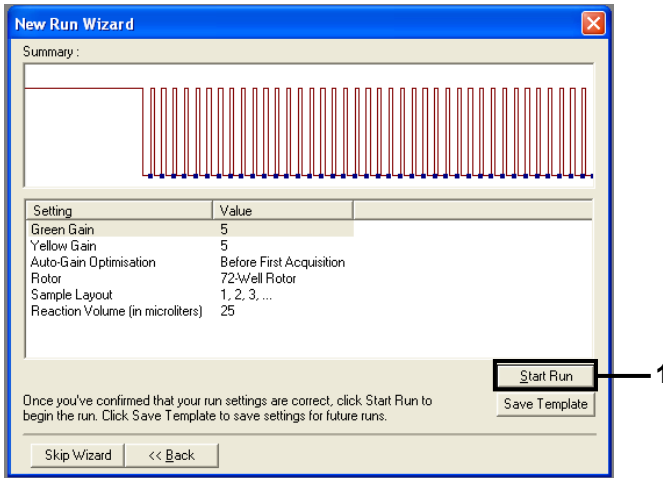 New Run Wizard
Summary :
Setting Value
Green Gain 5
Yellow Gain 5
Auto-Gain Optimisation Before First Acquisition
Rotor 72-Well Rotor
Sample Layout 1, 2, 3, ...
Reaction Volume (in microliters) 25
Start Run
1
Once you've confirmed that your run settings are correct, click Start Run to
begin the run. Click Save Template to save settings for future runs.
Save Template
Skip Wizard << Back